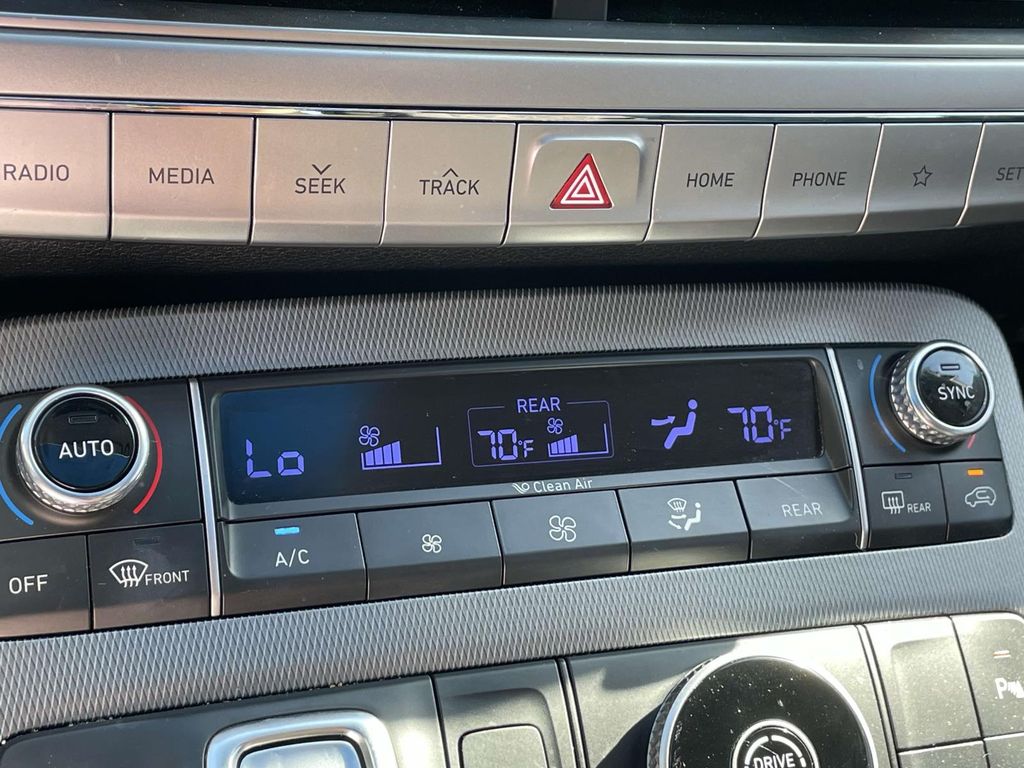 RADIO
MEDIA
SEEK
TRACK
HOME
PHONE
SET
AUTO
Lo
REAR
70°F
70°F
SYNC
Clean Air
OFF
FRONT
A/C
REAR
REAR
DRIVE
P